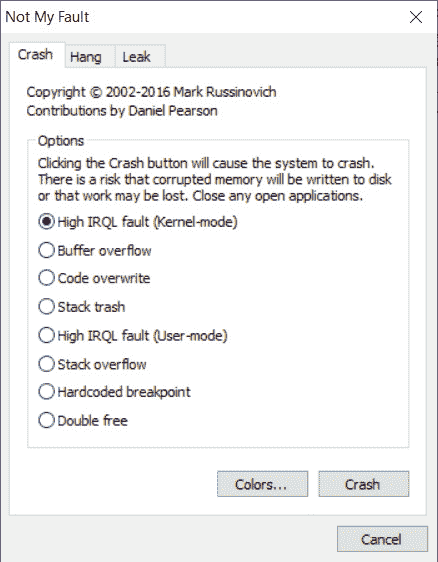 Not My Fault
Crash Hang Leak
Copyright © 2002-2016 Mark Russinovich
Contributions by Daniel Pearson
Options
Clicking the Crash button will cause the system to crash.
There is a risk that corrupted memory will be written to disk
or that work may be lost. Close any open applications.
High IRQL fault (Kernel-mode)
Buffer overflow
Code overwrite
Stack trash
High IRQL fault (User-mode)
Stack overflow
Hardcoded breakpoint
Double free
Colors... Crash
Cancel